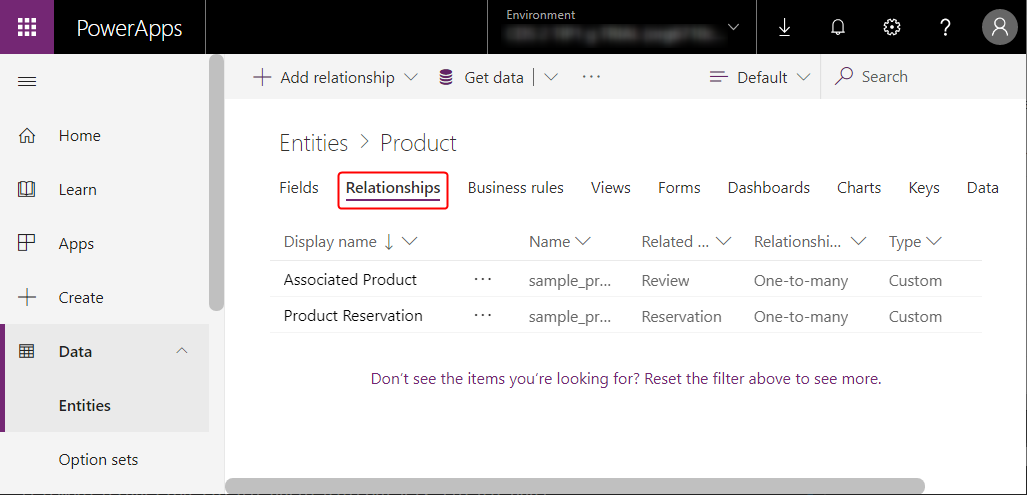 PowerApps
Environment
Add relationship
Get data
Default
Search
Home
Learn
Apps
Create
Data
Entities
Option sets
Entities > Product
Fields Relationships Business rules Views Forms Dashboards Charts Keys Data
Display name Name Related ... Relationshi... Type
Associated Product ... sample_pr... Review One-to-many Custom
Product Reservation ... sample_pr... Reservation One-to-many Custom
Don't see the items you're looking for? Reset the filter above to see more.